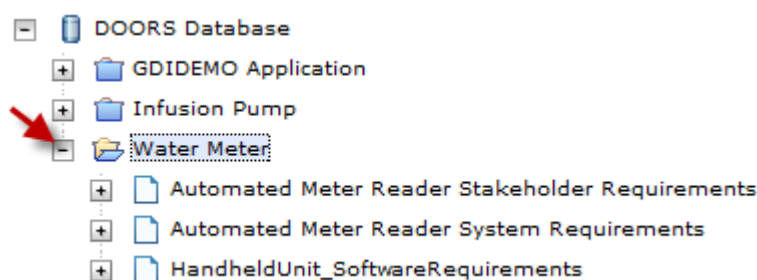 DOORS Database
GDIDEMO Application
Infusion Pump
Water Meter
Automated Meter Reader Stakeholder Requirements
Automated Meter Reader System Requirements
HandheldUnit_SoftwareRequirements